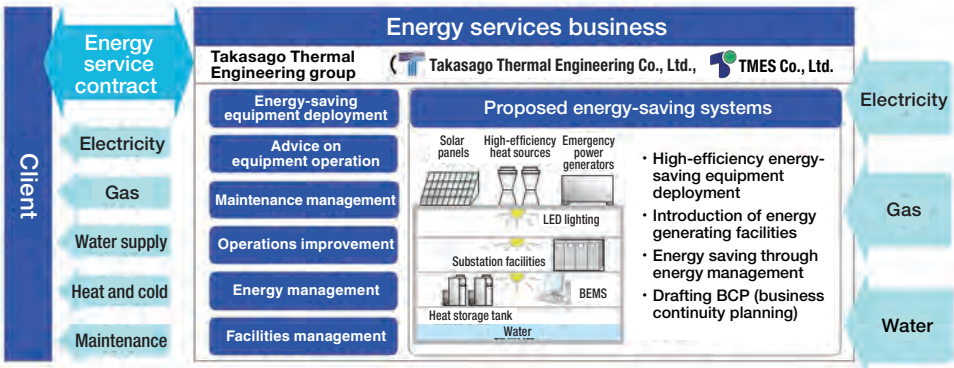 Client
Energy
service
contract
Electricity
Gas
Water supply
Heat and cold
Maintenance
Energy services business
Takasago Thermal
Engineering group
( Takasago Thermal Engineering Co., Ltd., TMES Co., Ltd.
Energy-saving
equipment deployment
Advice on
equipment operation
Maintenance management
Operations improvement
Energy management
Facilities management
Proposed energy-saving systems
Solar
panels
High-efficiency
heat sources
Emergency
power
generators
LED lighting
Substation facilities
BEMS
Heat storage tank
Water
・High-efficiency energy-
saving equipment
deployment
・Introduction of energy
generating facilities
・Energy saving through
energy management
・Drafting BCP (business
continuity planning)
Electricity
Gas
Water